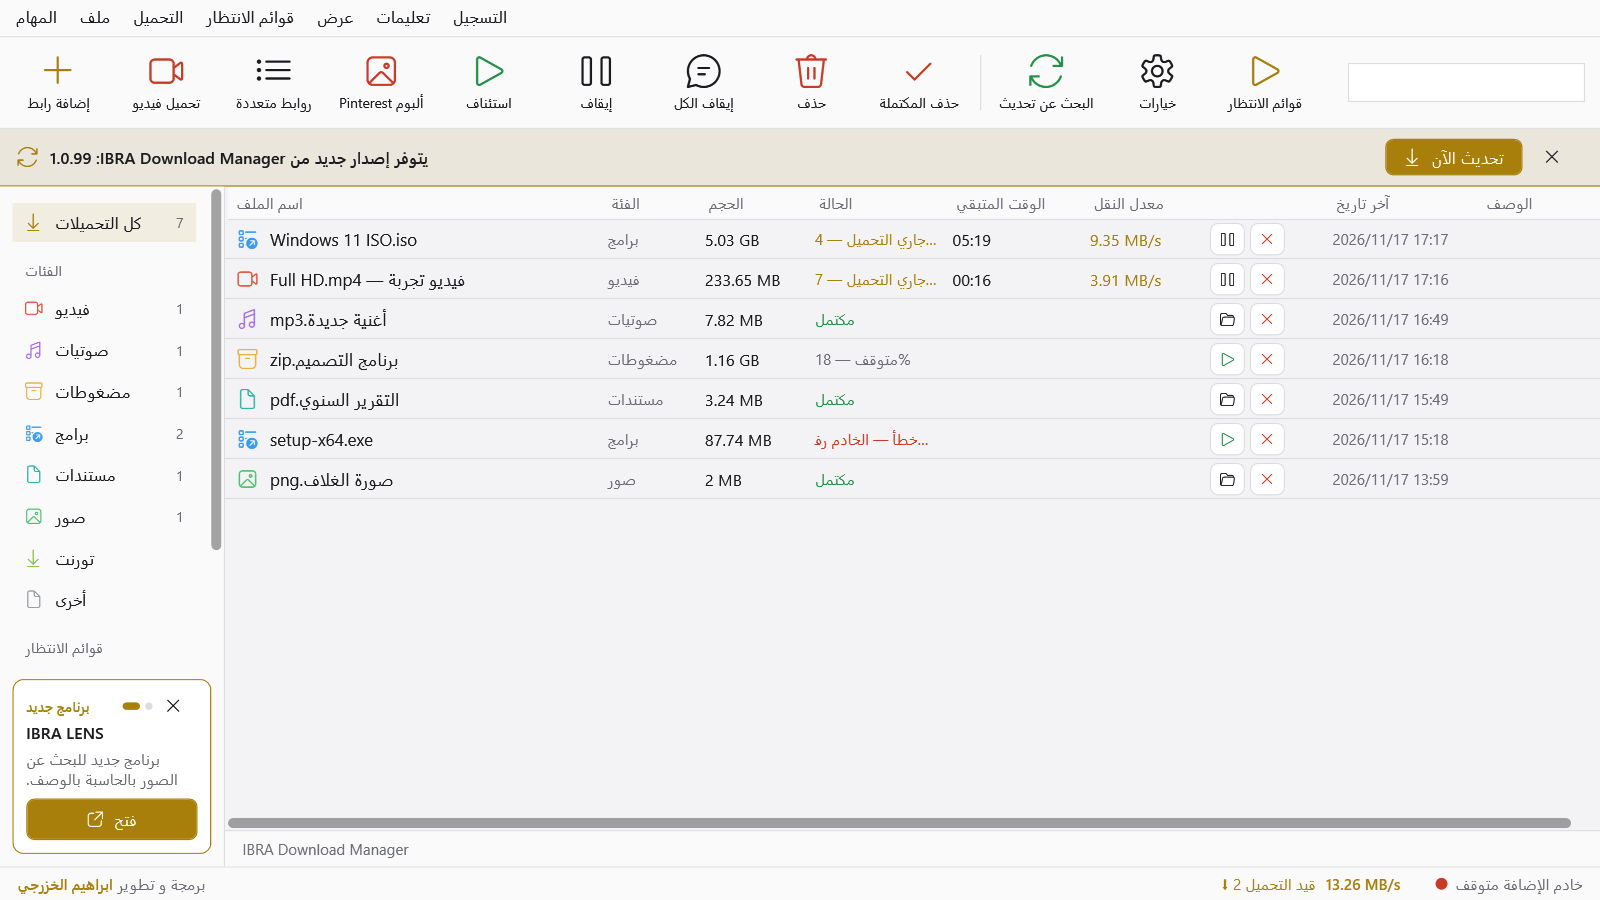 المهام ملف التحميل قوائم الانتظار عرض تعليمات التسجيل
إضافة رابط تحميل فيديو روابط متعددة ألبوم Pinterest استئناف إيقاف إيقاف الكل حذف حذف المكتملة البحث عن تحديث خيارات قوائم الانتظار
يتوفر إصدار جديد من IBRA Download Manager: 1.0.99
تحديث الآن
كل التحميلات 7
الفئات
فيديو 1
صوتيات 1
مضغوطات 1
برامج 2
مستندات 1
صور 1
تورنت
أخرى
قوائم الانتظار
برنامج جديد
IBRA LENS
برنامج جديد للبحث عن
الصور بالحاسبة بالوصف.
فتح
اسم الملف الفئة الحجم الحالة الوقت المتبقي معدل النقل آخر تاريخ الوصف
Windows 11 ISO.iso برامج 5.03 GB جاري التحميل — 4... 05:19 9.35 MB/s 2026/11/17 17:17
فيديو تجربة — Full HD.mp4 فيديو 233.65 MB جاري التحميل — 7... 00:16 3.91 MB/s 2026/11/17 17:16
أغنية جديدة.mp3 صوتيات 7.82 MB مكتمل 2026/11/17 16:49
برنامج التصميم.zip مضغوطات 1.16 GB متوقف — 18% 2026/11/17 16:18
التقرير السنوي.pdf مستندات 3.24 MB مكتمل 2026/11/17 15:49
setup-x64.exe برامج 87.74 MB خطأ — الخادم رف... 2026/11/17 15:18
صورة الغلاف.png صور 2 MB مكتمل 2026/11/17 13:59
IBRA Download Manager
برمجة و تطوير ابراهيم الخزرجي
⬇ 2 قيد التحميل 13.26 MB/s
خادم الإضافة متوقف